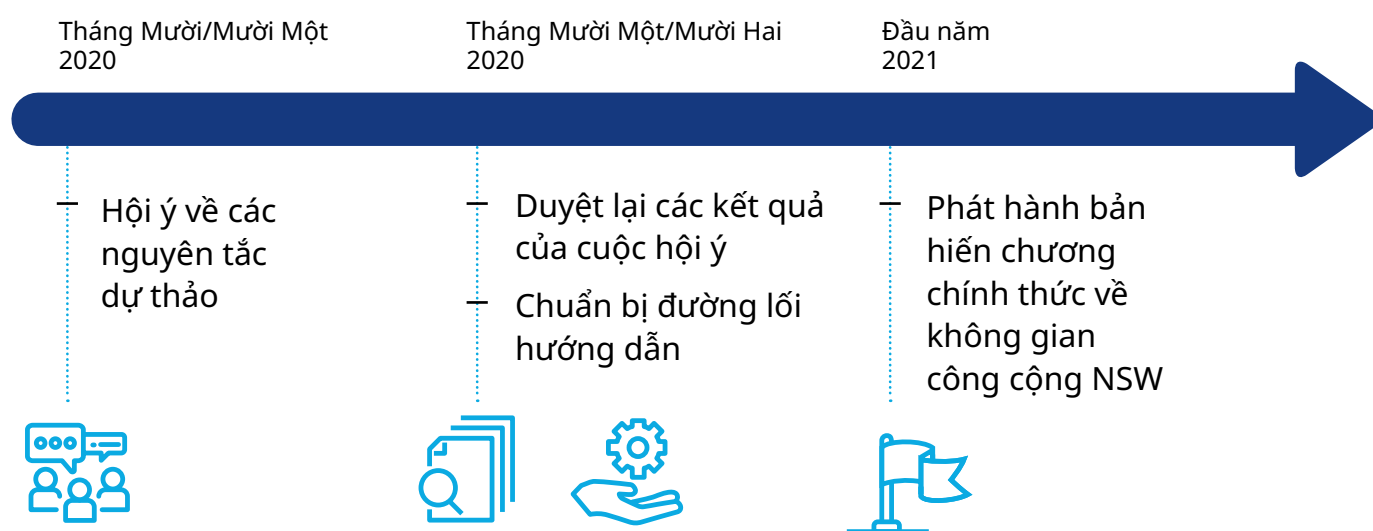 Tháng Mười/Mười Một
2020
Tháng Mười Một/Mười Hai
2020
Đầu năm
2021
– Hội ý về các
nguyên tắc
dự thảo
– Duyệt lại các kết quả
của cuộc hội ý
– Chuẩn bị đường lối
hướng dẫn
– Phát hành bản
hiến chương
chính thức về
không gian
công cộng NSW